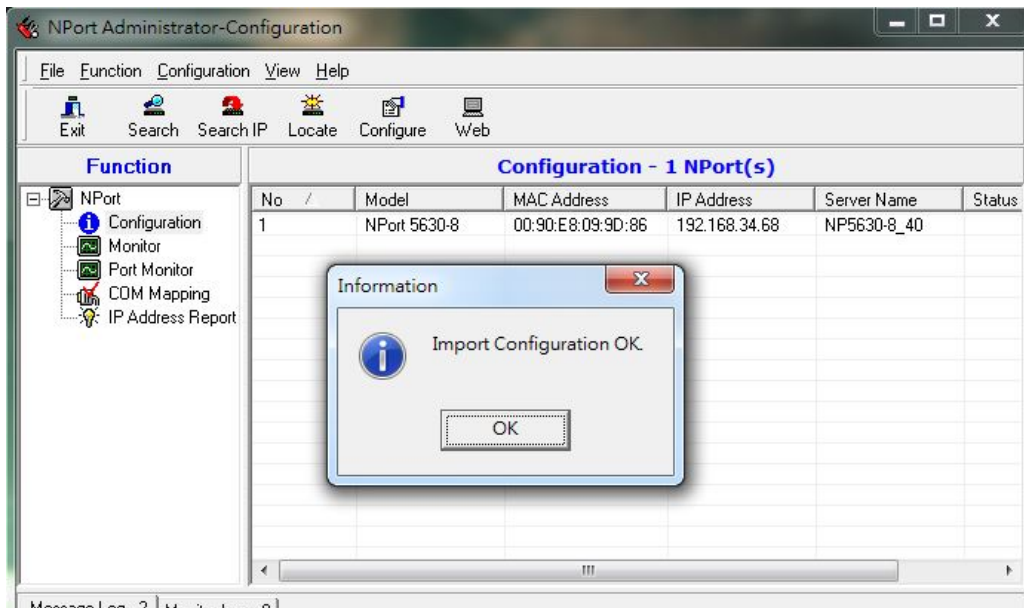 NPort Administrator-Configuration
File Function Configuration View Help
Exit Search Search IP Locate Configure Web
Function
Configuration - 1 NPort(s)
NPort
Configuration
Monitor
Port Monitor
COM Mapping
IP Address Report
No Model MAC Address IP Address Server Name Status
1 NPort 5630-8 00:90:E8:09:9D:86 192.168.34.68 NP5630-8_40
Information
Import Configuration OK.
OK
Message Log - 2